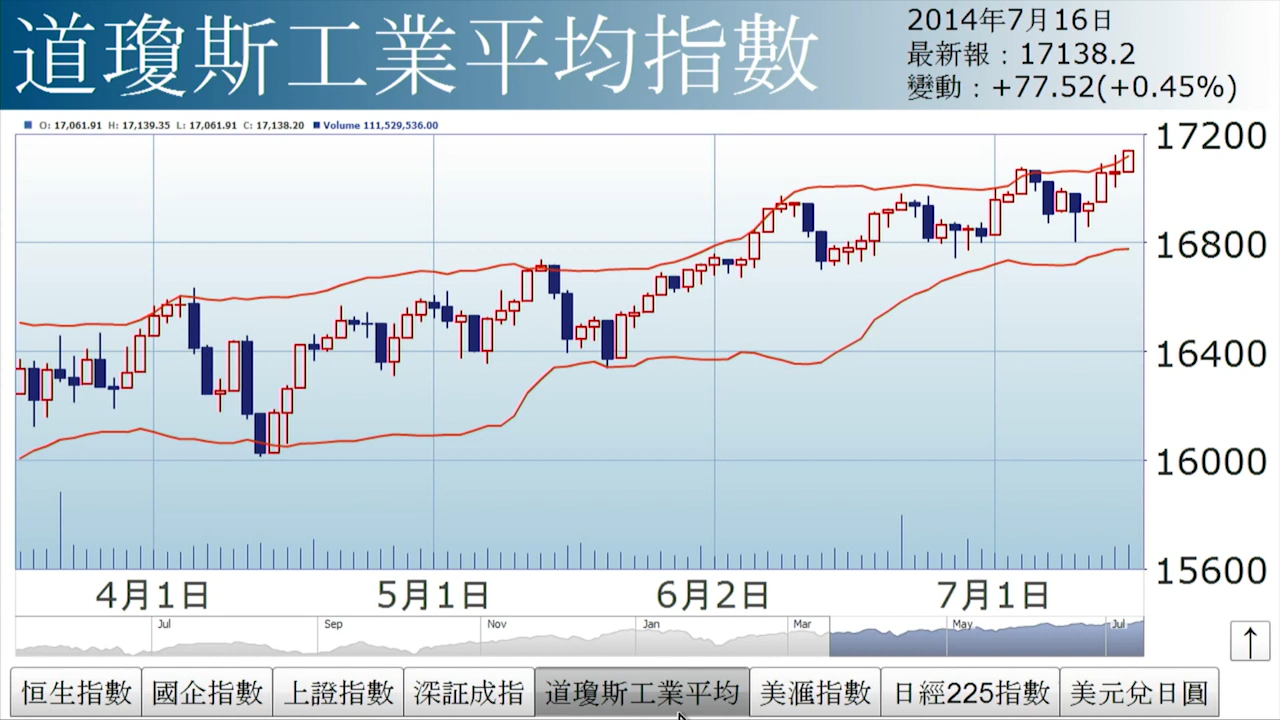 道瓊斯工業平均指數
2014年7月16日
最新報：17138.2
變動：+77.52(+0.45%)
O: 17,061.91 H: 17,139.35 L: 17,061.91 C: 17,138.20 Volume 111,529,536.00
17200
16800
16400
16000
15600
4月1日 5月1日 6月2日 7月1日
Jul Sep Nov Jan Mar May Jul
↑
恒生指數 國企指數 上證指數 深証成指 道瓊斯工業平均 美滙指數 日經225指數 美元兌日圓